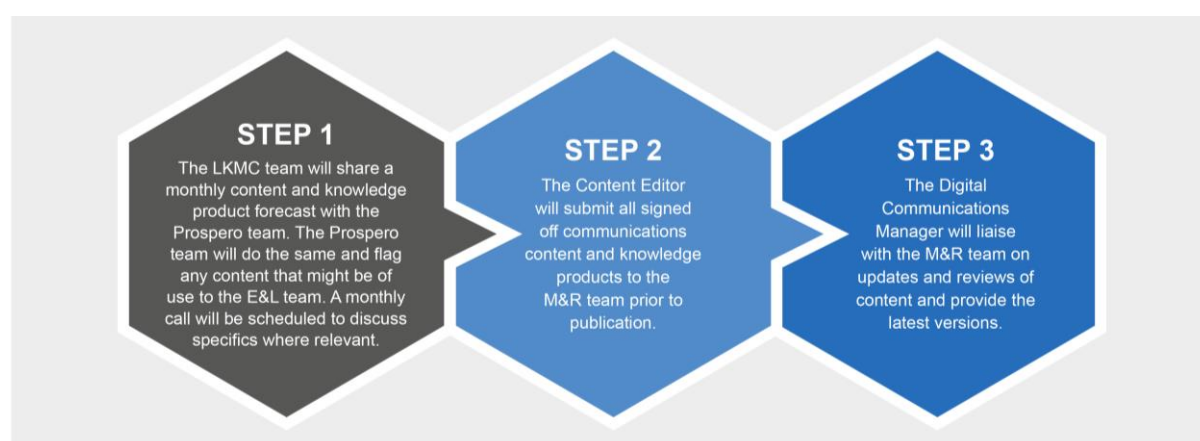 STEP 1
The LKMC team will share a
monthly content and knowledge
product forecast with the
Prospero team. The Prospero
team will do the same and flag
any content that might be of
use to the E&L team. A monthly
call will be scheduled to discuss
specifics where relevant.
STEP 2
The Content Editor
will submit all signed
off communications
content and knowledge
products to the
M&R team prior to
publication.
STEP 3
The Digital
Communications
Manager will liaise
with the M&R team on
updates and reviews of
content and provide the
latest versions.